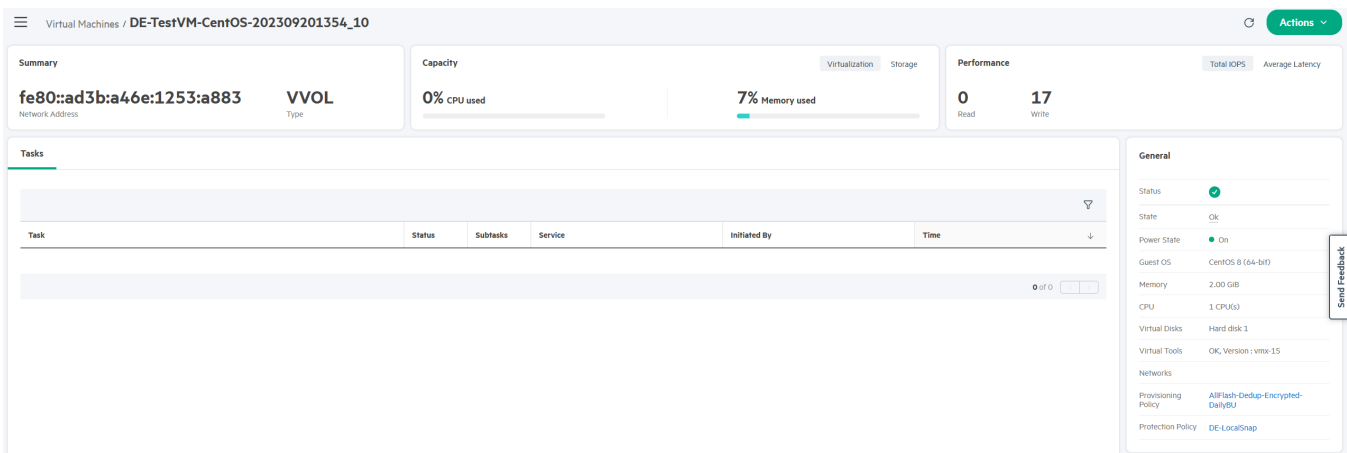 Virtual Machines / DE-TestVM-CentOS-202309201354_10
Actions
Summary
fe80::ad3b:a46e:1253:a883
Network Address
VVOL
Type
Capacity
Virtualization
Storage
0% CPU used
7% Memory used
Performance
Total IOPS
Average Latency
0
Read
17
Write
Tasks
Task
Status
Subtasks
Service
Initiated By
Time
0 of 0
General
Status
State
Ok
Power State
On
Guest OS
CentOS 8 (64-bit)
Memory
2.00 GiB
CPU
1 CPU(s)
Virtual Disks
Hard disk 1
Virtual Tools
OK, Version : vmx-15
Networks
Provisioning
Policy
AllFlash-Dedup-Encrypted-
DailyBU
Protection Policy
DE-LocalSnap
Send Feedback